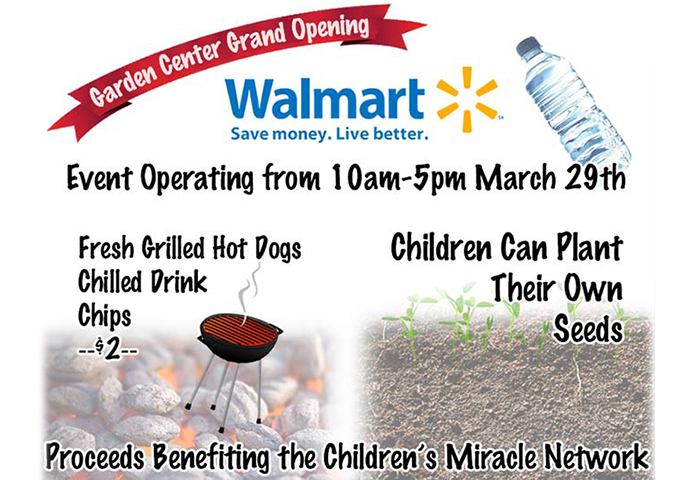 Garden Center Grand Opening
Walmart
Save money. Live better.
Event Operating from 10am-5pm March 29th
Fresh Grilled Hot Dogs
Chilled Drink
Chips
--$2--
Children Can Plant
Their Own
Seeds
Proceeds Benefiting the Children's Miracle Network